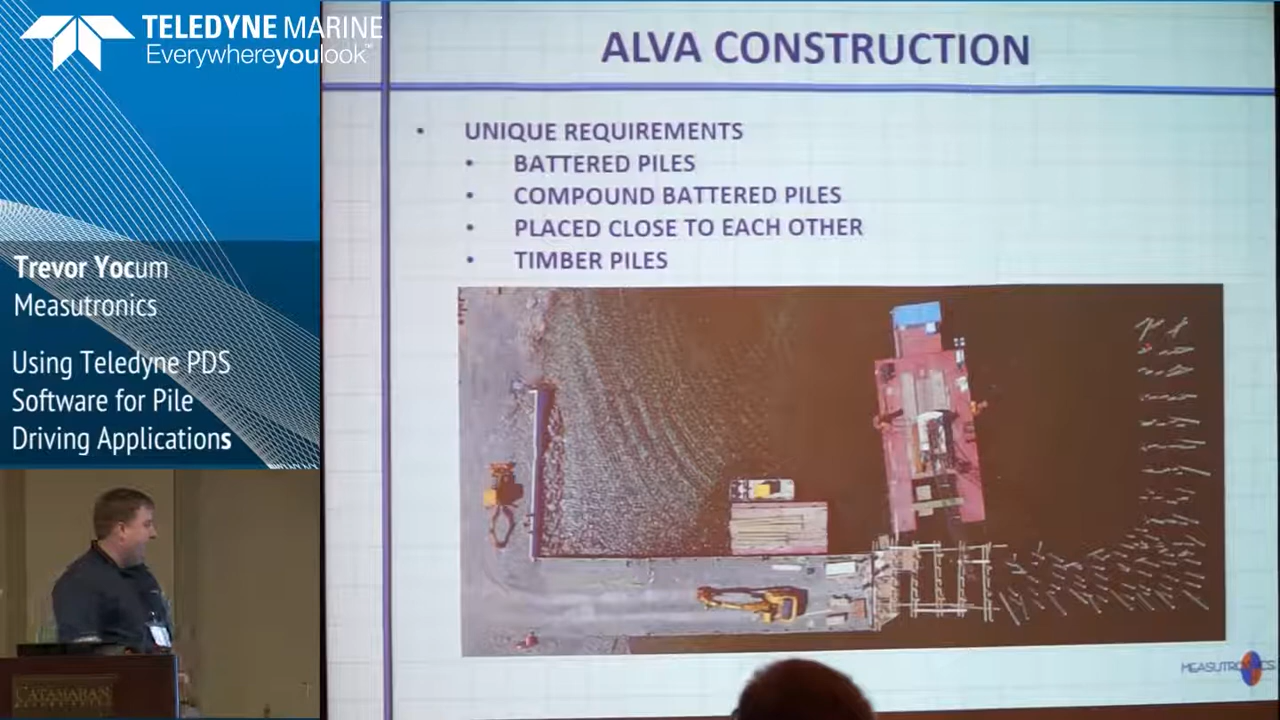 TELEDYNE MARINE
Everywhereyoulook™
Trevor Yocum
Measutronics
Using Teledyne PDS
Software for Pile
Driving Applications
ALVA CONSTRUCTION
• UNIQUE REQUIREMENTS
• BATTERED PILES
• COMPOUND BATTERED PILES
• PLACED CLOSE TO EACH OTHER
• TIMBER PILES
MEASUTRONICS
CATAMARAN